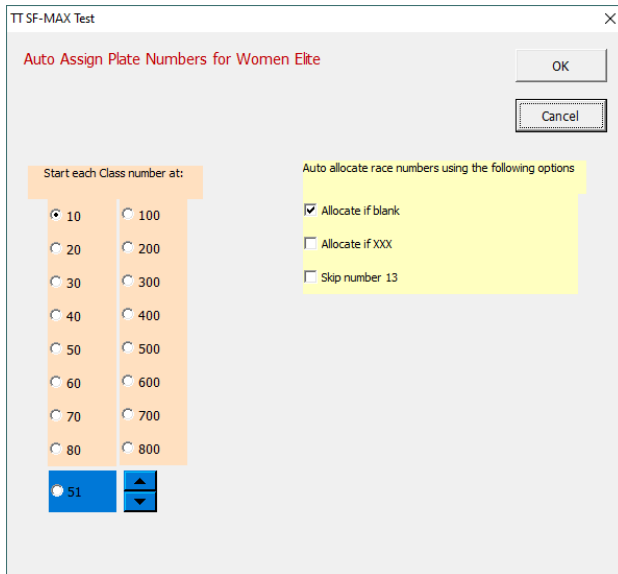 TT SF-MAX Test
Auto Assign Plate Numbers for Women Elite
OK
Cancel
Start each Class number at:
10 100
20 200
30 300
40 400
50 500
60 600
70 700
80 800
51
Auto allocate race numbers using the following options
Allocate if blank
Allocate if XXX
Skip number 13